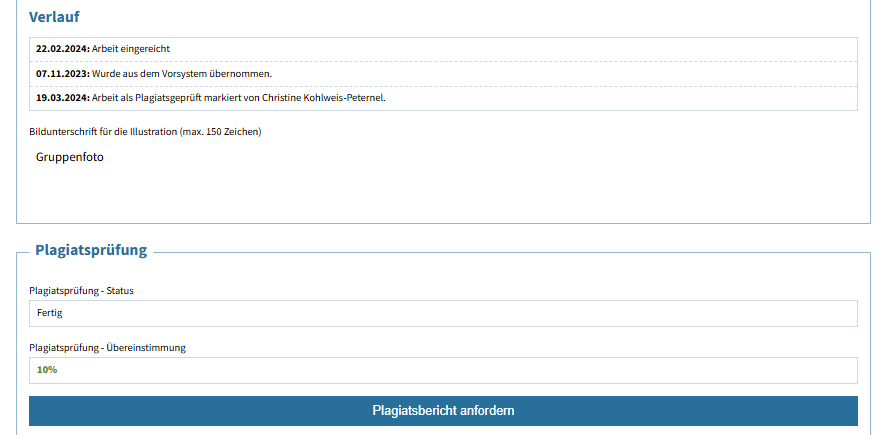 Verlauf
22.02.2024: Arbeit eingereicht
07.11.2023: Wurde aus dem Vorsystem übernommen.
19.03.2024: Arbeit als Plagiatsgeprüft markiert von Christine Kohlweis-Peternel.
Bildunterschrift für die Illustration (max. 150 Zeichen)
Gruppenfoto
Plagiatsprüfung
Plagiatsprüfung - Status
Fertig
Plagiatsprüfung - Übereinstimmung
10%
Plagiatsbericht anfordern